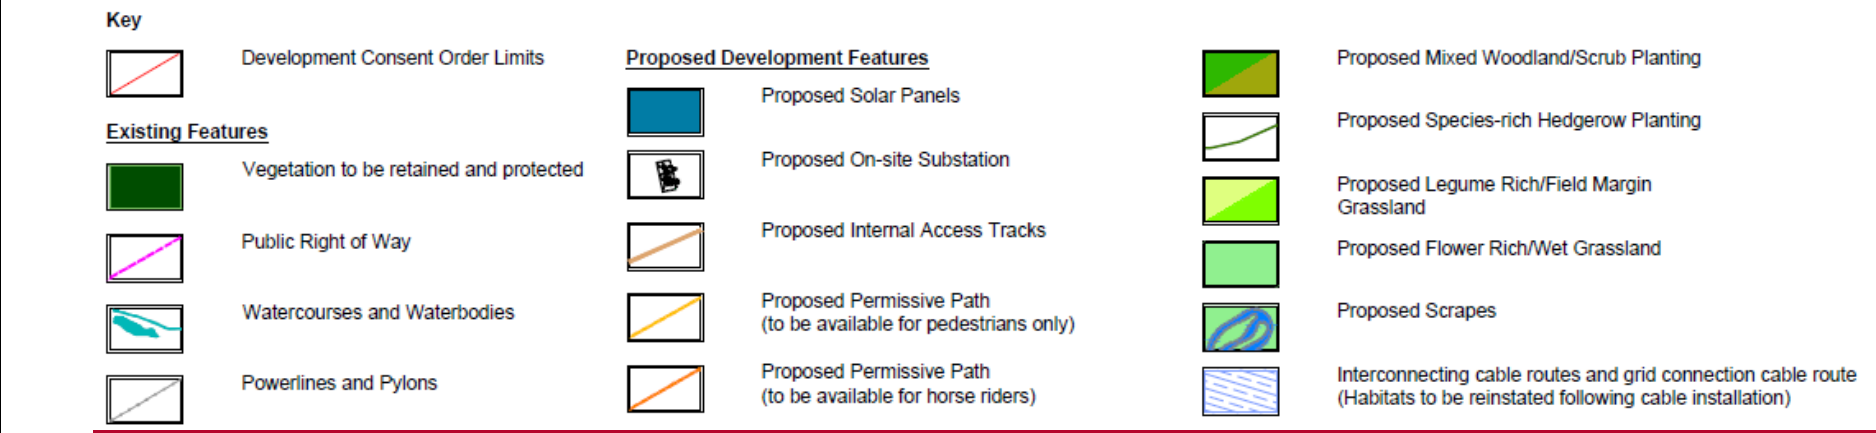 Key
Development Consent Order Limits
Existing Features
Vegetation to be retained and protected
Public Right of Way
Watercourses and Waterbodies
Powerlines and Pylons
Proposed Development Features
Proposed Solar Panels
Proposed On-site Substation
Proposed Internal Access Tracks
Proposed Permissive Path
(to be available for pedestrians only)
Proposed Permissive Path
(to be available for horse riders)
Proposed Mixed Woodland/Scrub Planting
Proposed Species-rich Hedgerow Planting
Proposed Legume Rich/Field Margin
Grassland
Proposed Flower Rich/Wet Grassland
Proposed Scrapes
Interconnecting cable routes and grid connection cable route
(Habitats to be reinstated following cable installation)